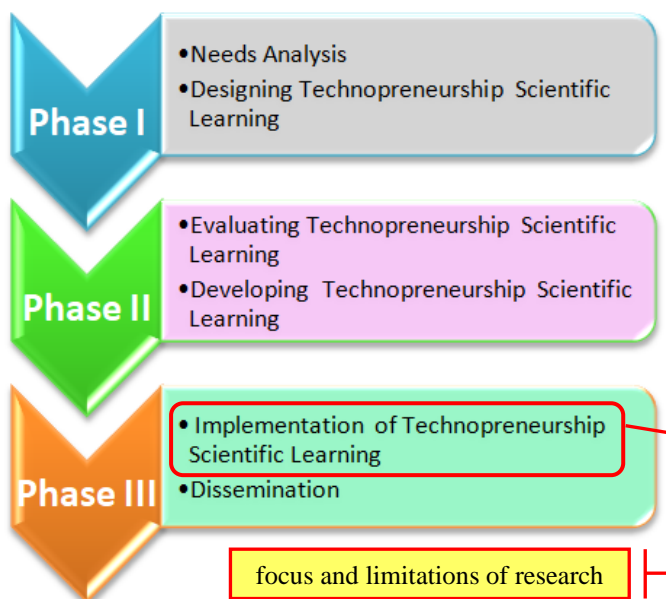 Phase I
•Needs Analysis
•Designing Technopreneurship Scientific
Learning
Phase II
•Evaluating Technopreneurship Scientific
Learning
•Developing Technopreneurship Scientific
Learning
Phase III
• Implementation of Technopreneurship
Scientific Learning
•Dissemination
focus and limitations of research